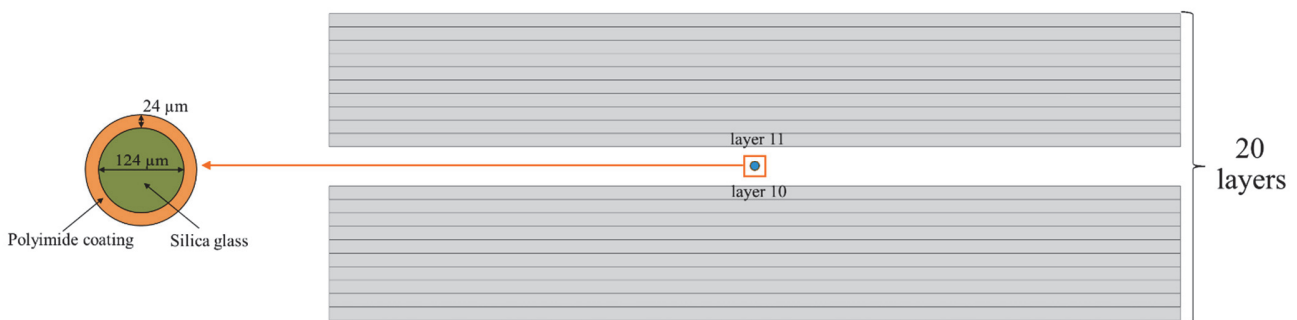 24 µm
124 µm
Polyimide coating
Silica glass
layer 11
layer 10
20
layers